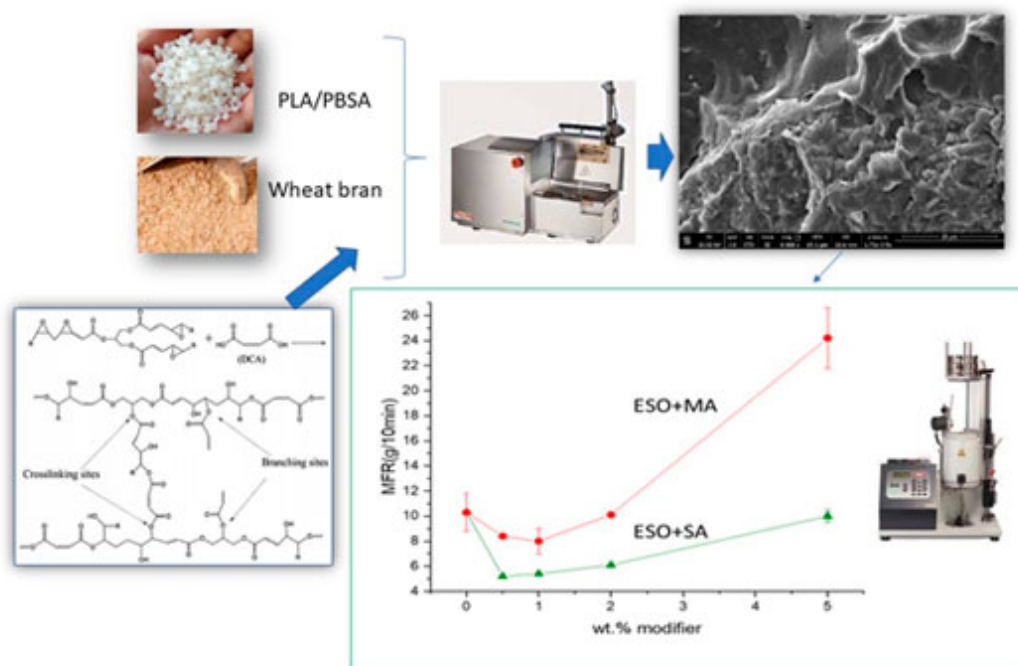 PLA/PBSA
Wheat bran
(DCA)
Crosslinking sites
Branching sites
MFR(g/10min)
26
24
22
20
18
16
14
12
10
8
6
4
ESO+MA
ESO+SA
0 1 2 3 4 5
wt.% modifier